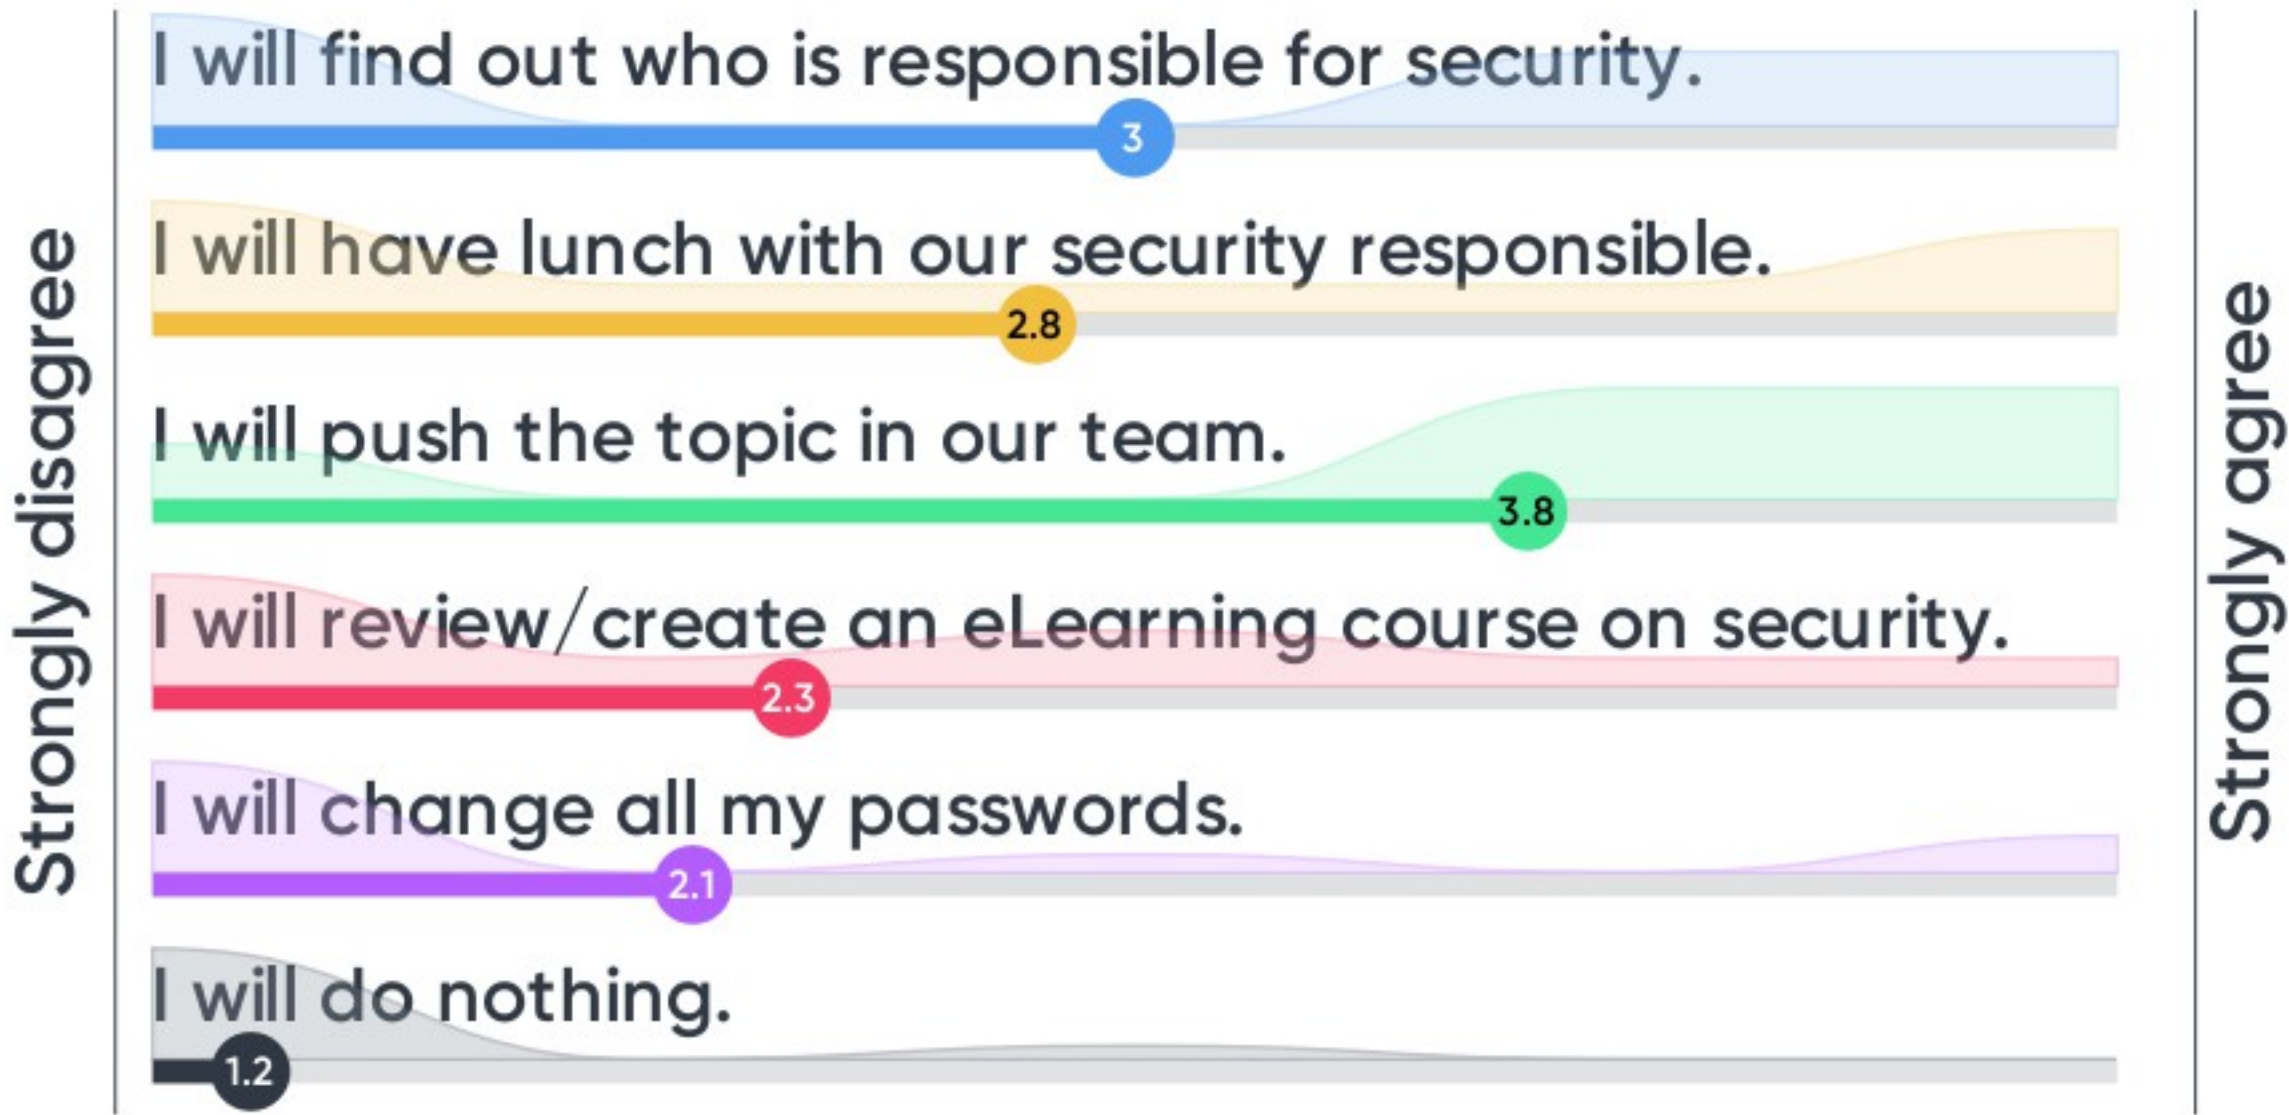 Strongly disagree
I will find out who is responsible for security.
3
I will have lunch with our security responsible.
2.8
I will push the topic in our team.
3.8
I will review/create an eLearning course on security.
2.3
I will change all my passwords.
2.1
I will do nothing.
1.2
Strongly agree